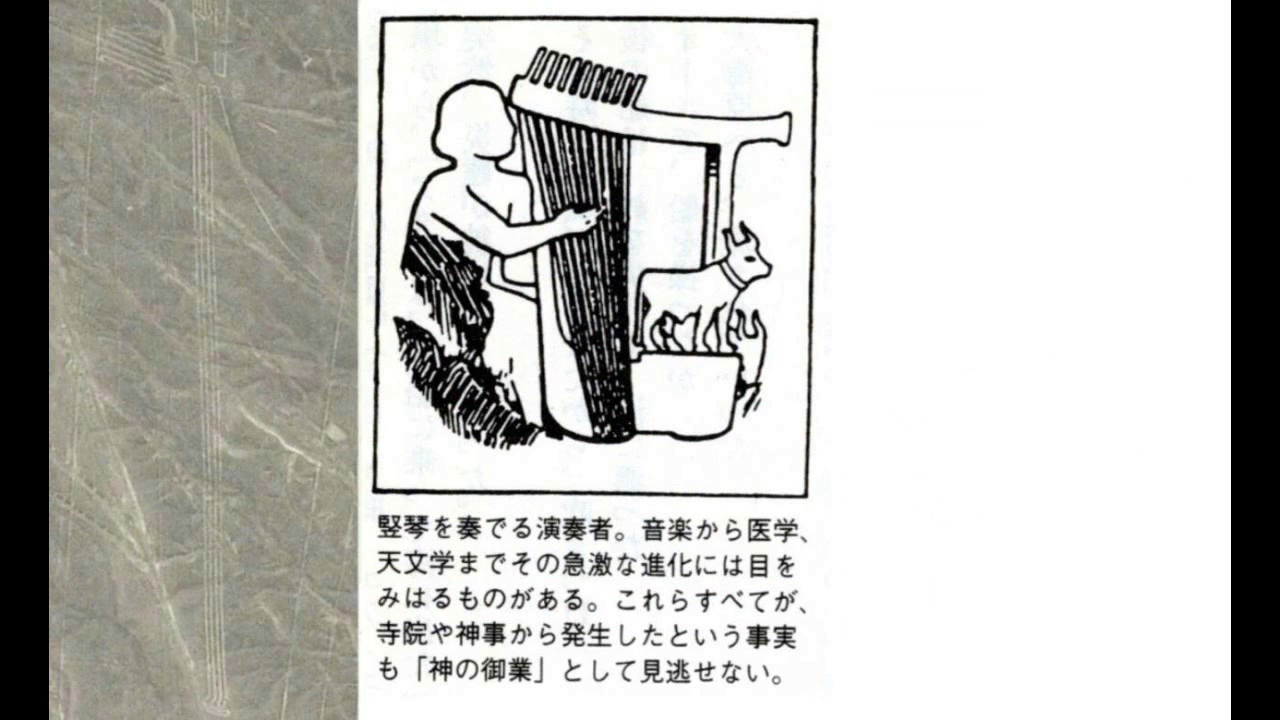 竪琴を奏でる演奏者。音楽から医学、
天文学までその急激な進化には目を
みはるものがある。これらすべてが、
寺院や神事から発生したという事実
も「神の御業」として見逃せない。